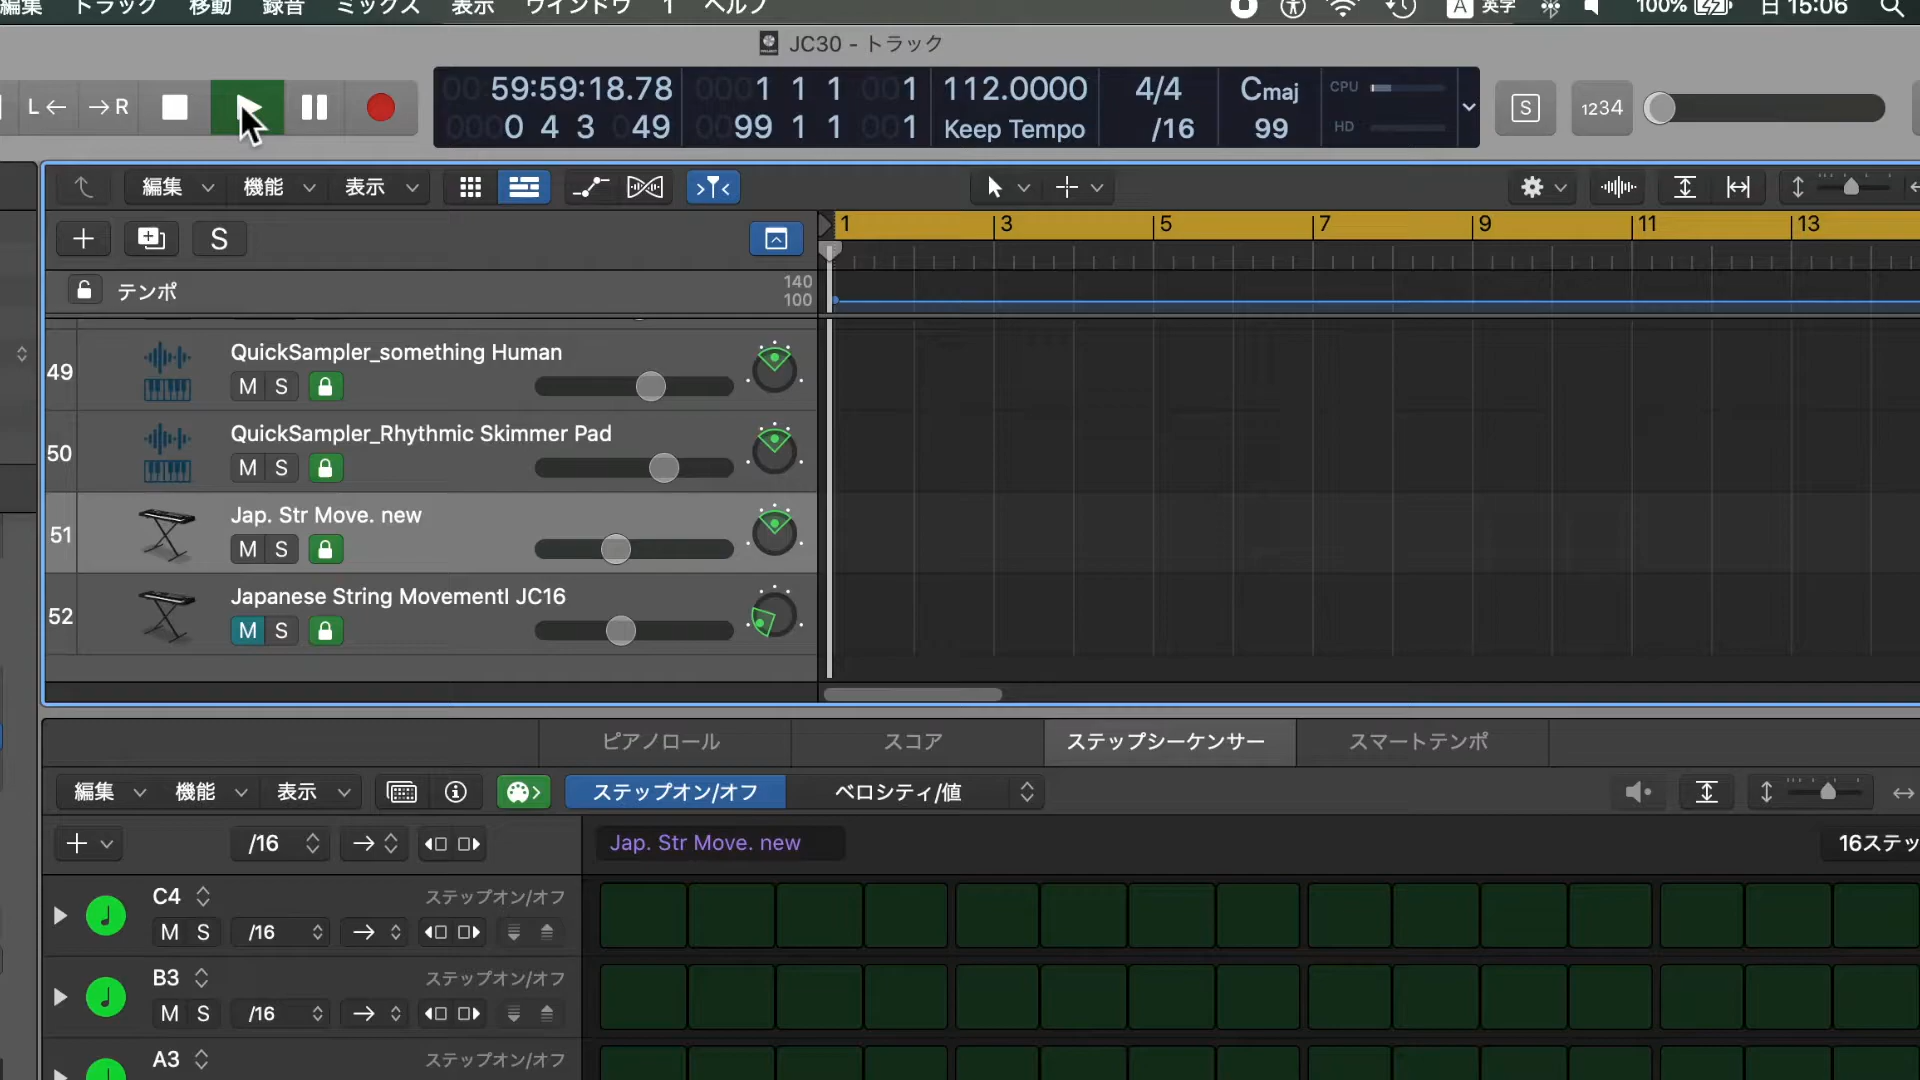 編集 トラック 移動 録音 ミックス 表示 ウインドウ 1 ヘルプ A 英字 100% 日 15:06
JC30 - トラック
L← →R 00 59:59:18.78 0001 1 1 001 112.0000 4/4 Cmaj CPU S 1234
0000 4 3 049 0099 1 1 001 Keep Tempo /16 99 HD
編集 機能 表示
+ S 1 3 5 7 9 11 13
テンポ 140
100
49 QuickSampler_something Human
M S
50 QuickSampler_Rhythmic Skimmer Pad
M S
51 Jap. Str Move. new
M S
52 Japanese String Movementl JC16
M S
ピアノロール スコア ステップシーケンサー スマートテンポ
編集 機能 表示 ステップオン/オフ ベロシティ/値
+ /16 → Jap. Str Move. new 16ステッ
C4 ステップオン/オフ
M S /16 →
B3 ステップオン/オフ
M S /16 →
A3 ステップオン/オフ